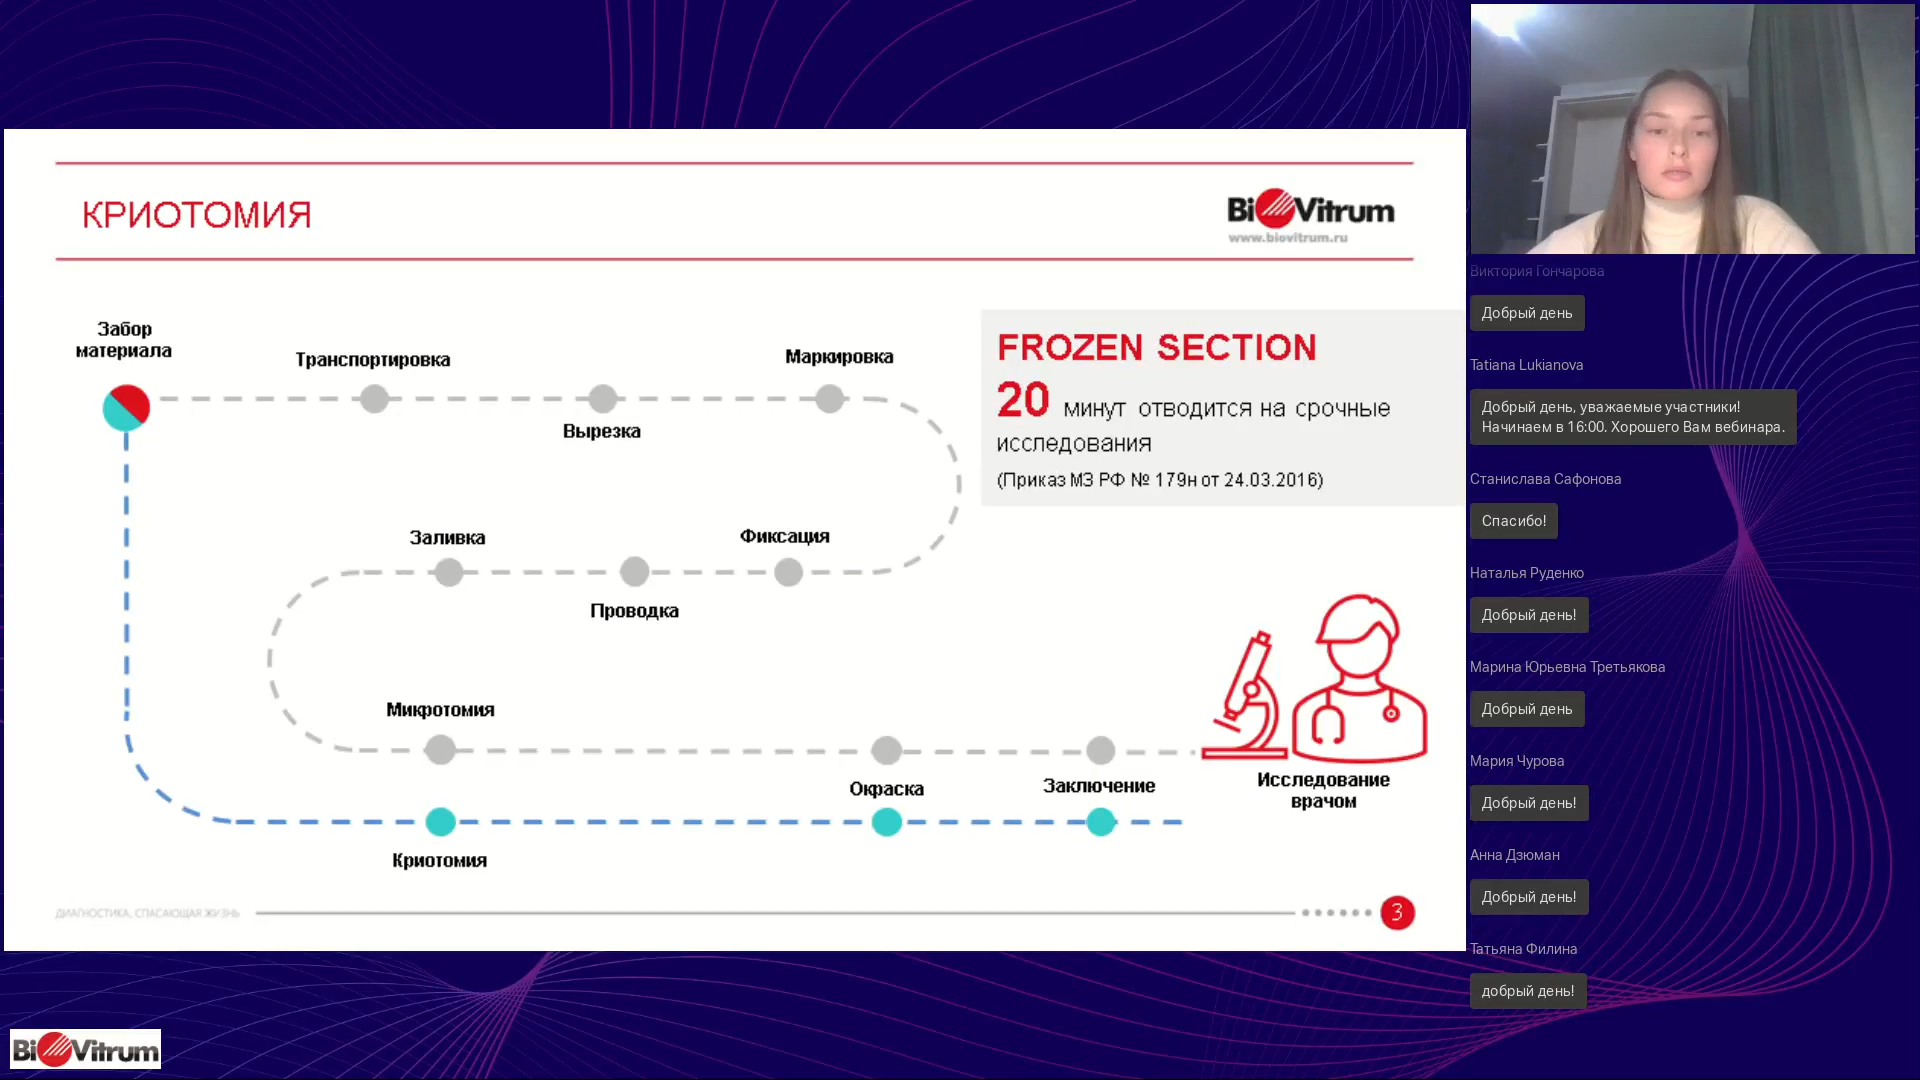 КРИОТОМИЯ
BiOVitrum
www.biovitrum.ru
Забор
материала
Транспортировка
Вырезка
Маркировка
FROZEN SECTION
20 минут отводится на срочные
исследования
(Приказ МЗ РФ № 179н от 24.03.2016)
Заливка
Проводка
Фиксация
Микротомия
Окраска
Заключение
Исследование
врачом
Криотомия
ДИАГНОСТИКА, СПАСАЮЩАЯ ЖИЗНЬ
3
BiOVitrum
Виктория Гончарова
Добрый день
Tatiana Lukianova
Добрый день, уважаемые участники!
Начинаем в 16:00. Хорошего Вам вебинара.
Станислава Сафонова
Спасибо!
Наталья Руденко
Добрый день!
Марина Юрьевна Третьякова
Добрый день
Мария Чурова
Добрый день!
Анна Дзюман
Добрый день!
Татьяна Филина
добрый день!